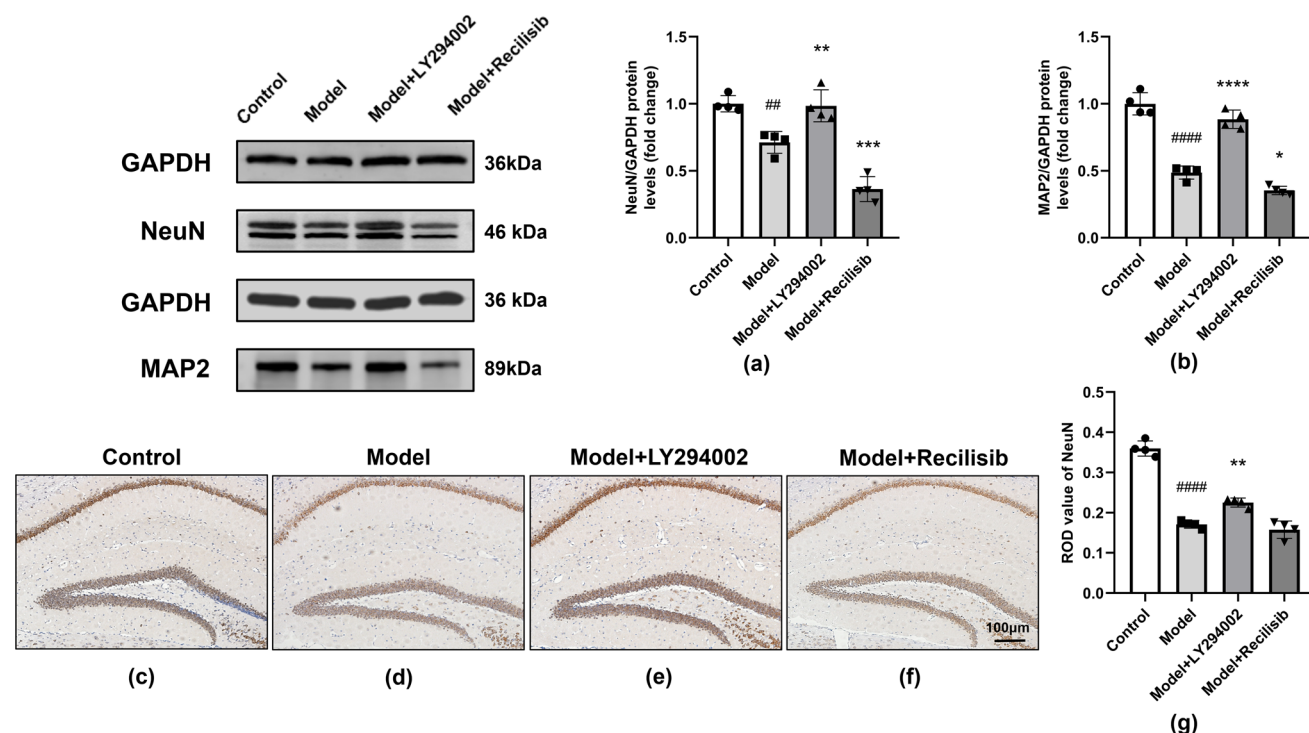 Control
Model
Model+LY294002
Model+Recilisib
GAPDH
36kDa
NeuN
46 kDa
GAPDH
36 kDa
MAP2
89kDa
NeuN/GAPDH protein
levels (fold change)
1.5
1.0
0.5
0.0
##
**
***
Control
Model
Model+LY294002
Model+Recilisib
(a)
MAP2/GAPDH protein
levels (fold change)
1.5
1.0
0.5
0.0
####
****
*
Control
Model
Model+LY294002
Model+Recilisib
(b)
Control
Model
Model+LY294002
Model+Recilisib
100μm
(c)
(d)
(e)
(f)
ROD value of NeuN
0.5
0.4
0.3
0.2
0.1
0.0
####
**
Control
Model
Model+LY294002
Model+Recilisib
(g)